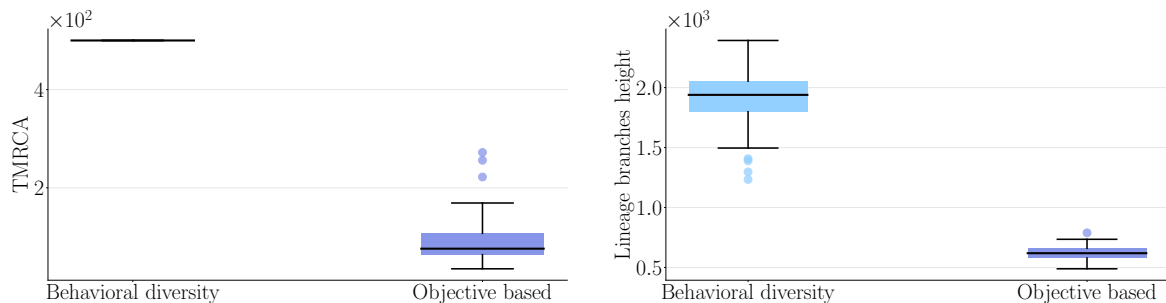 ×10²
TMRCA
4
2
Behavioral diversity
Objective based
×10³
Lineage branches height
2.0
1.5
1.0
0.5
Behavioral diversity
Objective based